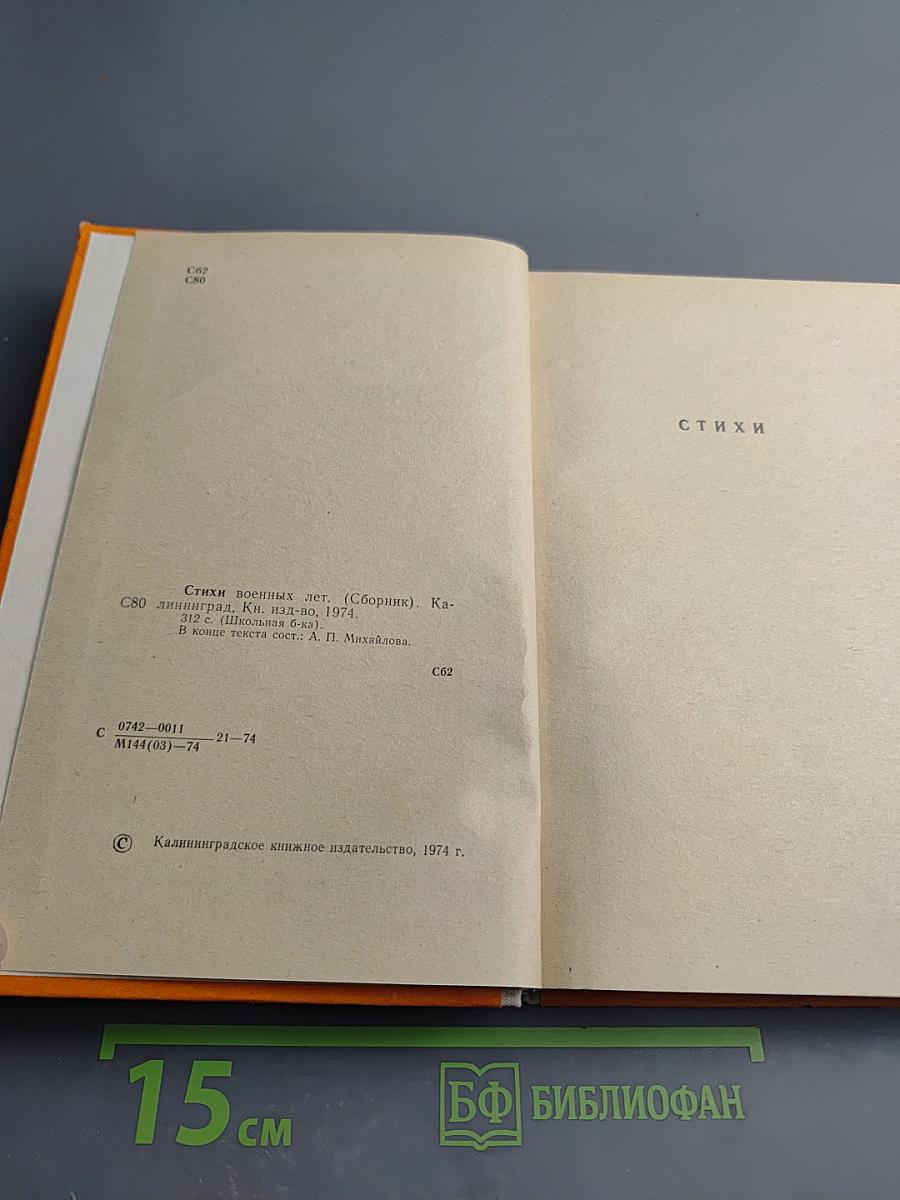 С62
С80
Стихи военных лет. (Сборник). Ка-
С80 лининград, Кн. изд-во, 1974.
312 с. (Школьная б-ка).
В конце текста сост.: А. П. Михайлова.
Сб2
С 0742—0011
М144(03)—74 21—74
© Калининградское книжное издательство, 1974 г.
СТИХИ
15 см
БФ БИБЛИОФАН